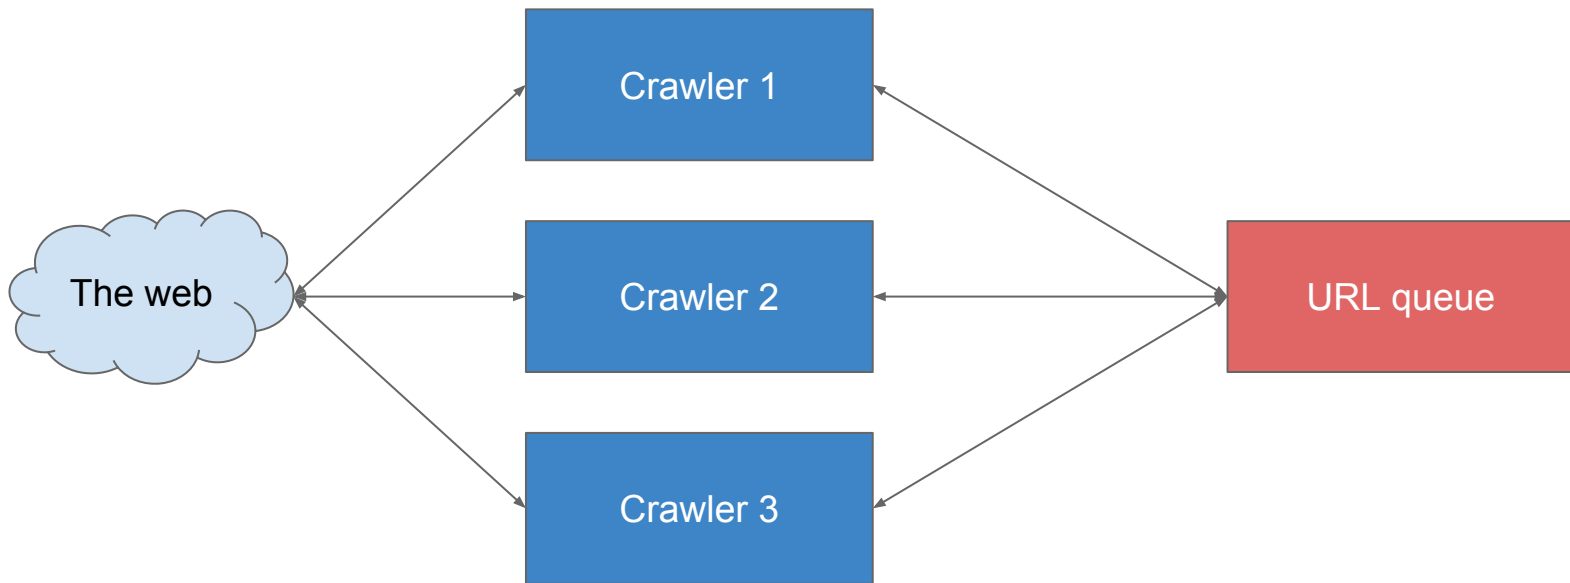 Crawler 1
The web
Crawler 2
URL queue
Crawler 3